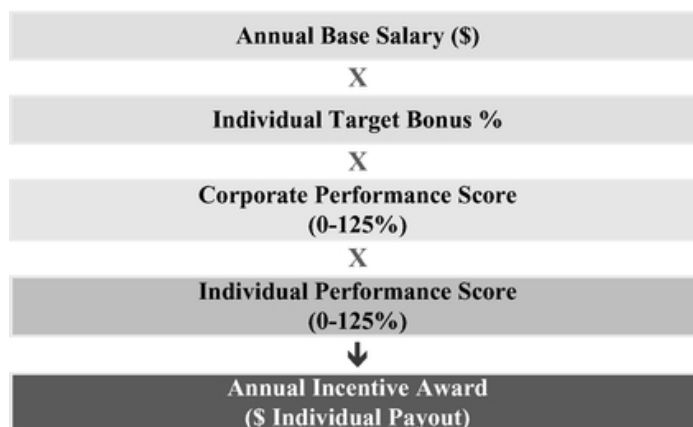 Annual Base Salary ($)
X
Individual Target Bonus %
X
Corporate Performance Score
(0-125%)
X
Individual Performance Score
(0-125%)
Annual Incentive Award
($ Individual Payout)